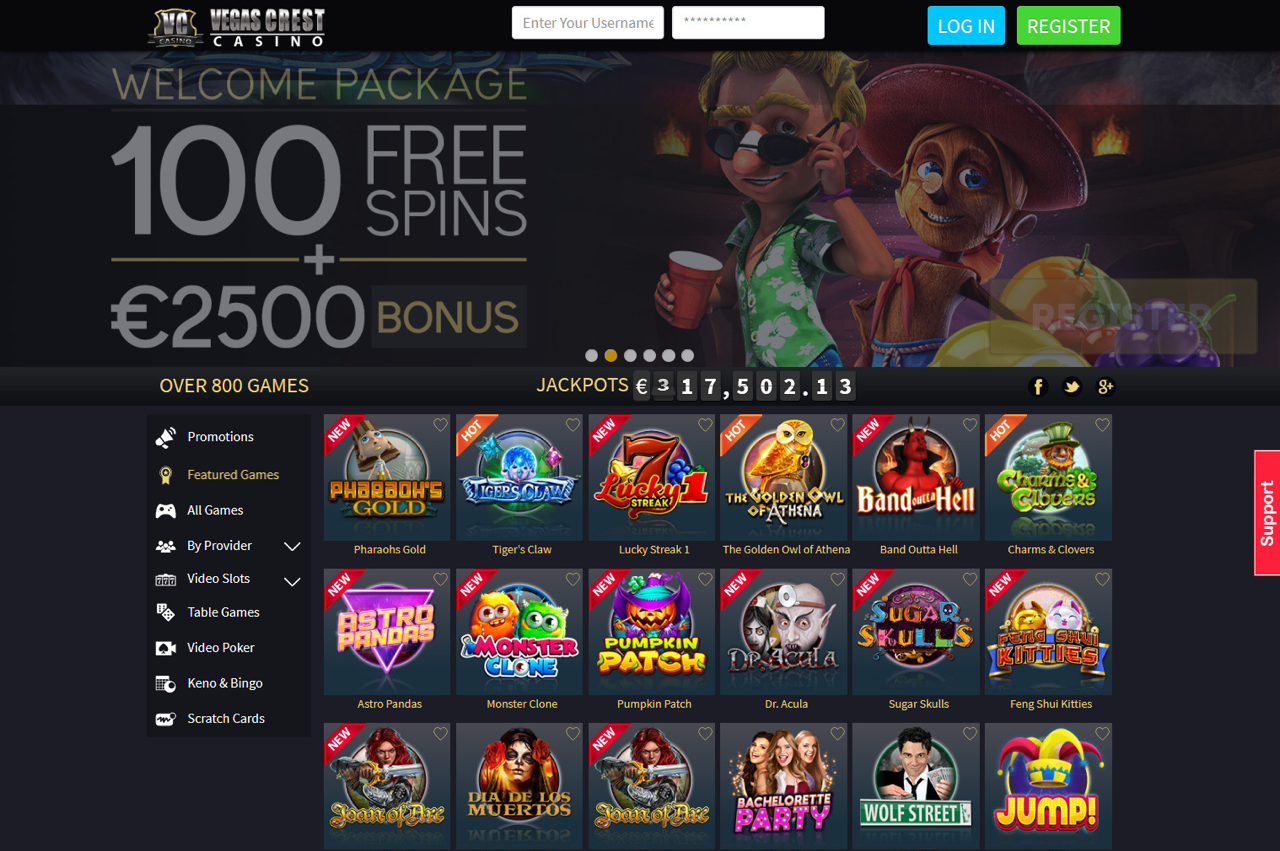 VC
CASINO
VEGAS CREST
CASINO
Enter Your Username
**********
LOG IN
REGISTER
WELCOME PACKAGE
100 FREE SPINS
+
€2500 BONUS
REGISTER
OVER 800 GAMES
JACKPOTS €317,502.13
f
g+
Promotions
Featured Games
All Games
By Provider
Video Slots
Table Games
Video Poker
Keno & Bingo
Scratch Cards
Support
NEW
PHARAOH'S GOLD
Pharaohs Gold
HOT
TIGER'S CLAW
Tiger's Claw
NEW
7 Lucky STREAK 1
Lucky Streak 1
HOT
THE GOLDEN OWL OF ATHENA
The Golden Owl of Athena
NEW
BAND OUTTA HELL
Band Outta Hell
HOT
CHARMS & CLOVERS
Charms & Clovers
NEW
ASTRO PANDAS
Astro Pandas
NEW
MONSTER CLONE
Monster Clone
NEW
PUMPKIN PATCH
Pumpkin Patch
NEW
DR. ACULA
Dr. Acula
NEW
SUGAR SKULLS
Sugar Skulls
NEW
FENG SHUI KITTIES
Feng Shui Kitties
NEW
Joan of Arc
DIA DE LOS MUERTOS
NEW
Joan of Arc
BACHELORETTE PARTY
WOLF STREET
JUMP!